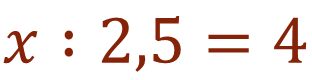 x : 2,5 = 4